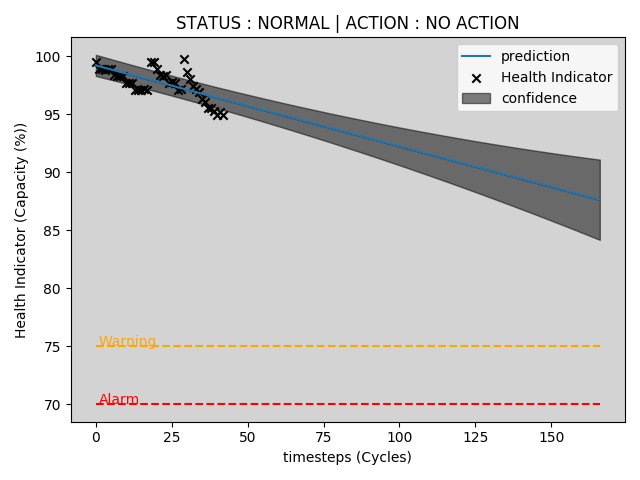 STATUS : NORMAL | ACTION : NO ACTION
prediction
Health Indicator
confidence
Health Indicator (Capacity (%))
100
95
90
85
80
75
70
Warning
Alarm
0 25 50 75 100 125 150
timesteps (Cycles)